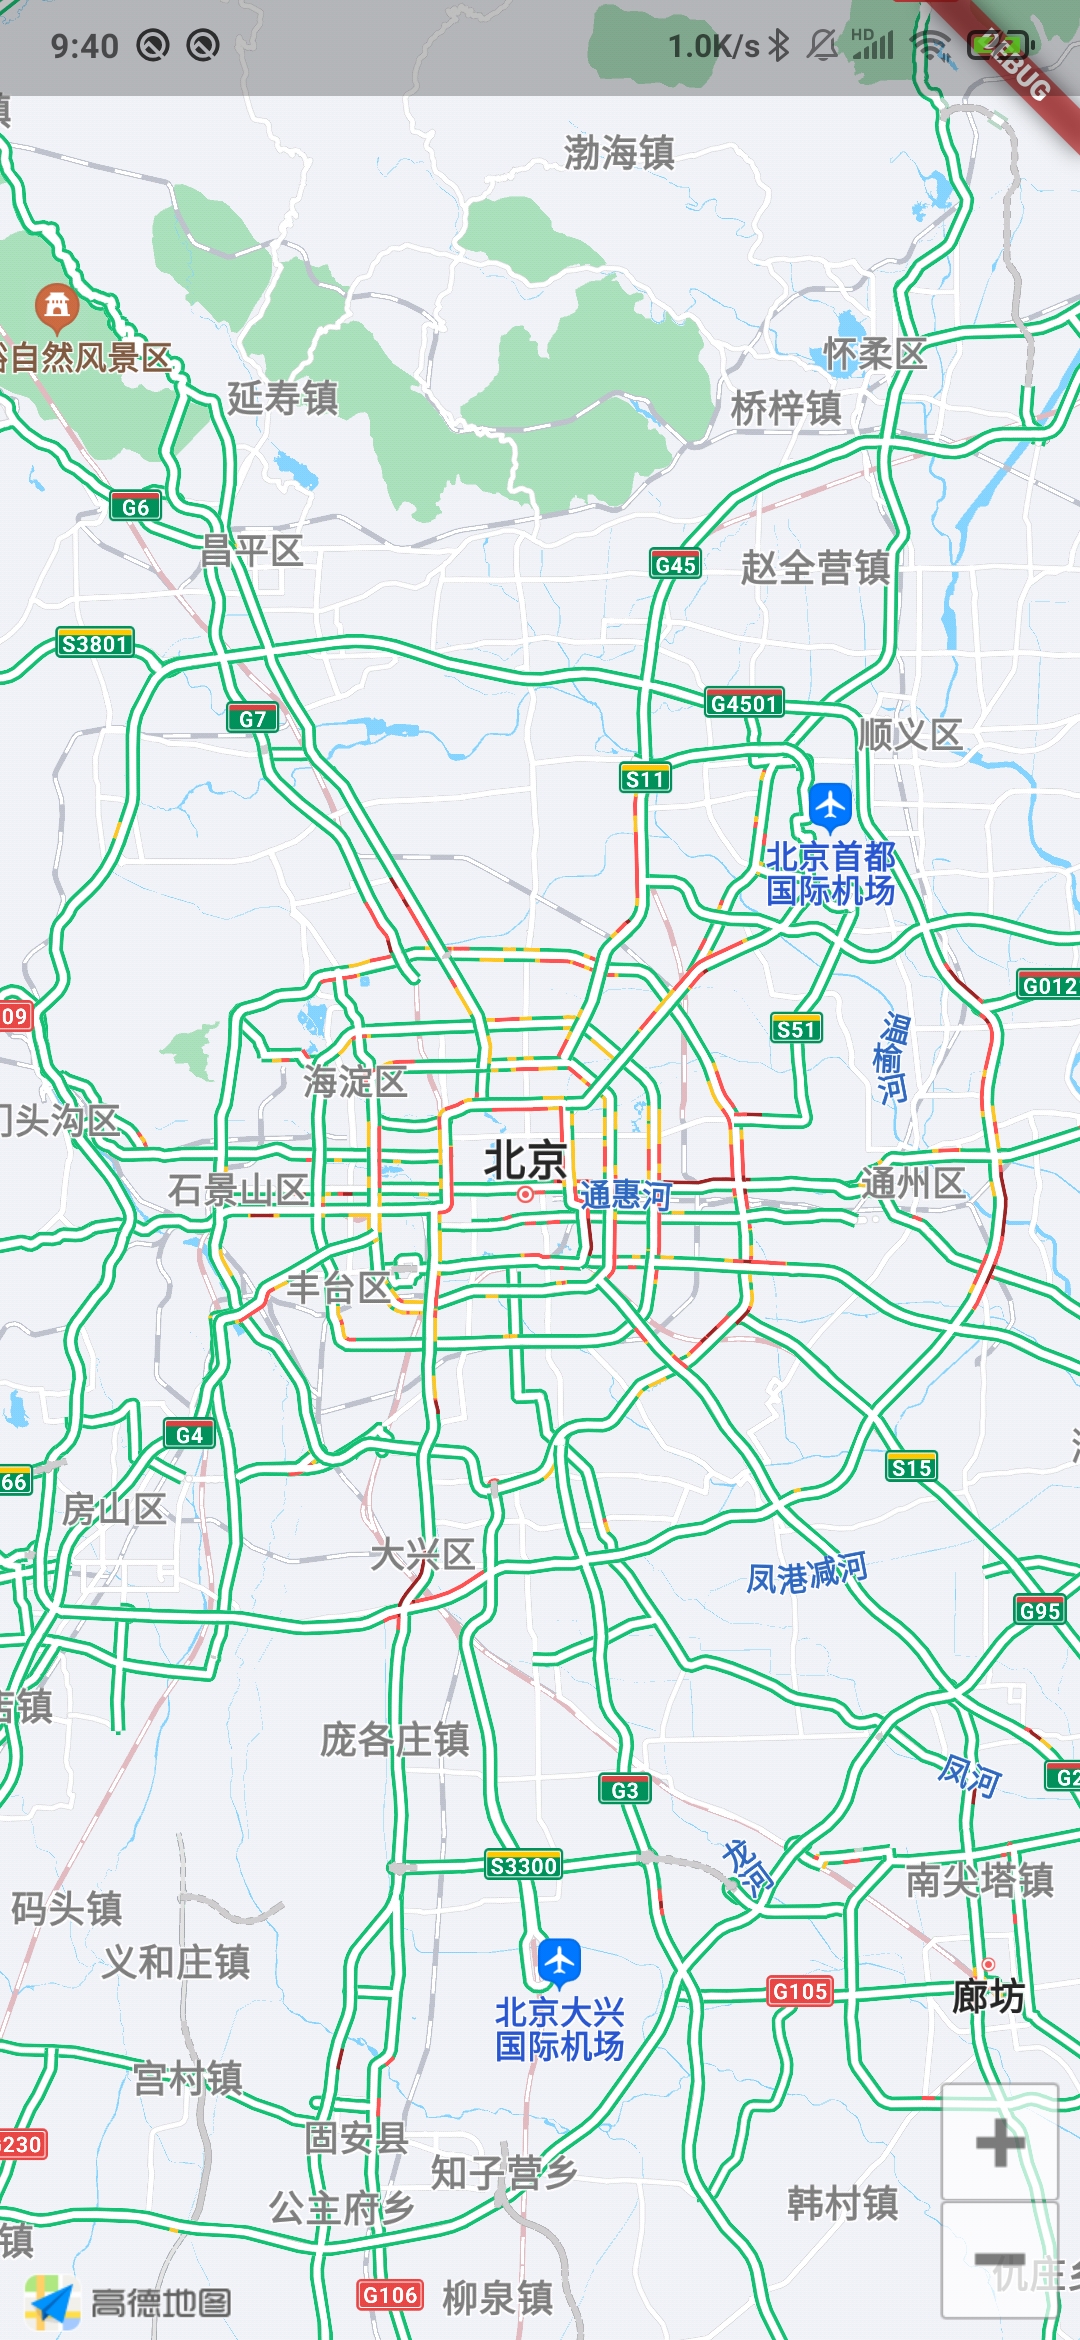 9:40
1.0K/s
HD
DEBUG
镇
渤海镇
自然风景区
怀柔区
延寿镇
桥梓镇
G6
昌平区
G45
赵全营镇
S3801
G4501
G7
顺义区
S11
北京首都
国际机场
G012
09
S51
温榆河
海淀区
门头沟区
北京
石景山区
通惠河
通州区
丰台区
G4
S15
66
房山区
大兴区
凤港减河
G95
店镇
庞各庄镇
凤河
G2
G3
龙河
S3300
南尖塔镇
码头镇
义和庄镇
G105
廊坊
北京大兴
国际机场
宫村镇
固安县
G230
知子营乡
公主府乡
韩村镇
镇
仇庄乡
高德地图
G106
柳泉镇